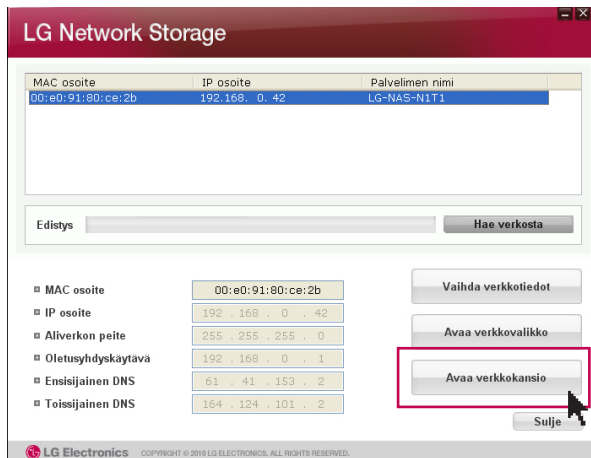 LG Network Storage
MAC osoite IP osoite Palvelimen nimi
00:e0:91:80:ce:2b 192.168. 0. 42 LG-NAS-N1T1
Edistys Hae verkosta
MAC osoite 00:e0:91:80:ce:2b Vaihda verkkotiedot
IP osoite 192 . 168 . 0 . 42
Aliverkon peite 255 . 255 . 255 . 0 Avaa verkkovalikko
Oletusyhdyskäytävä 192 . 168 . 0 . 1
Ensisijainen DNS 61 . 41 . 153 . 2 Avaa verkkokansio
Toissijainen DNS 164 . 124 . 101 . 2
Sulje
LG Electronics COPYRIGHT © 2010 LG ELECTRONICS. ALL RIGHTS RESERVED.